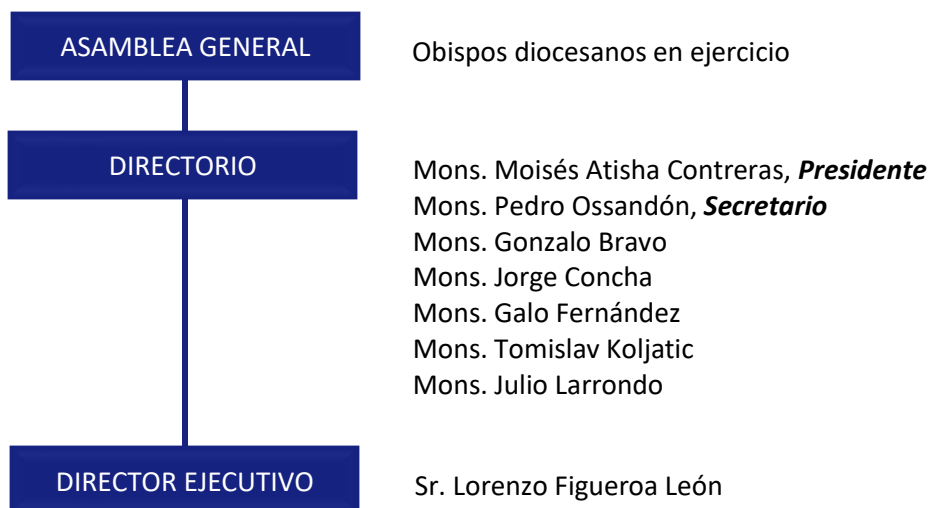 ASAMBLEA GENERAL
Obispos diocesanos en ejercicio
DIRECTORIO
Mons. Moisés Atisha Contreras, Presidente
Mons. Pedro Ossandón, Secretario
Mons. Gonzalo Bravo
Mons. Jorge Concha
Mons. Galo Fernández
Mons. Tomislav Koljatic
Mons. Julio Larrondo
DIRECTOR EJECUTIVO
Sr. Lorenzo Figueroa León